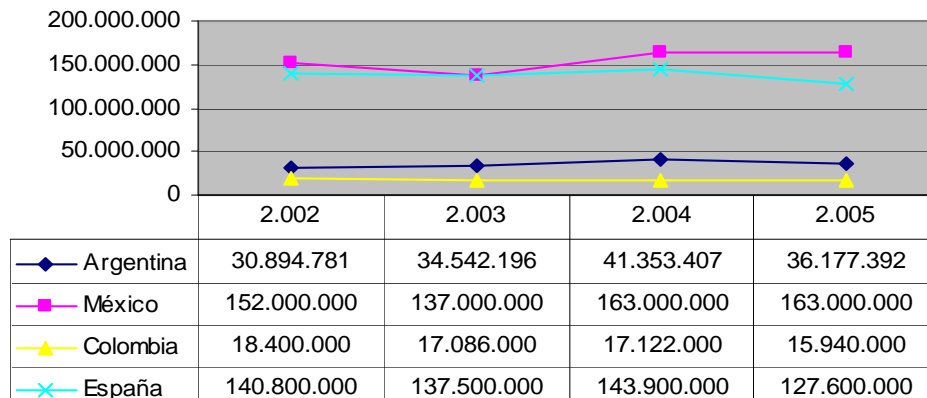 200.000.000
150.000.000
100.000.000
50.000.000
0
2.002 2.003 2.004 2.005
Argentina 30.894.781 34.542.196 41.353.407 36.177.392
México 152.000.000 137.000.000 163.000.000 163.000.000
Colombia 18.400.000 17.086.000 17.122.000 15.940.000
España 140.800.000 137.500.000 143.900.000 127.600.000